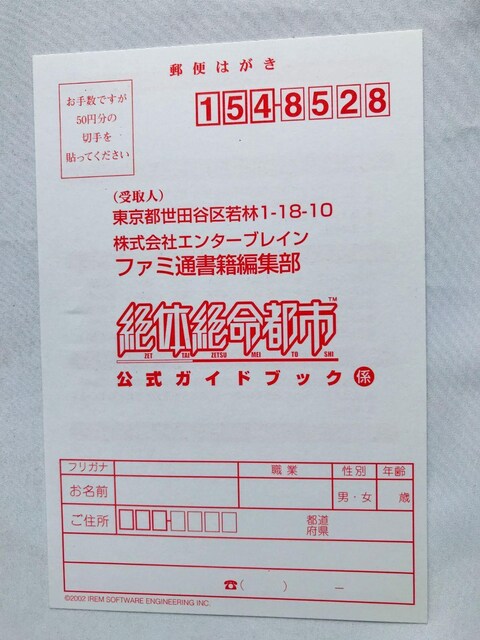 郵便はがき
お手数ですが
50円分の
切手を
貼ってください
154-8528
(受取人)
東京都世田谷区若林1-18-10
株式会社エンターブレイン
ファミ通書籍編集部
絶体絶命都市™
ZET TAI ZETSU MEI TO SHI
公式ガイドブック係
フリガナ 職業 性別 年齢
お名前 男・女 歳
ご住所 都道
府県
☎( ) −
©2002 IREM SOFTWARE ENGINEERING INC.